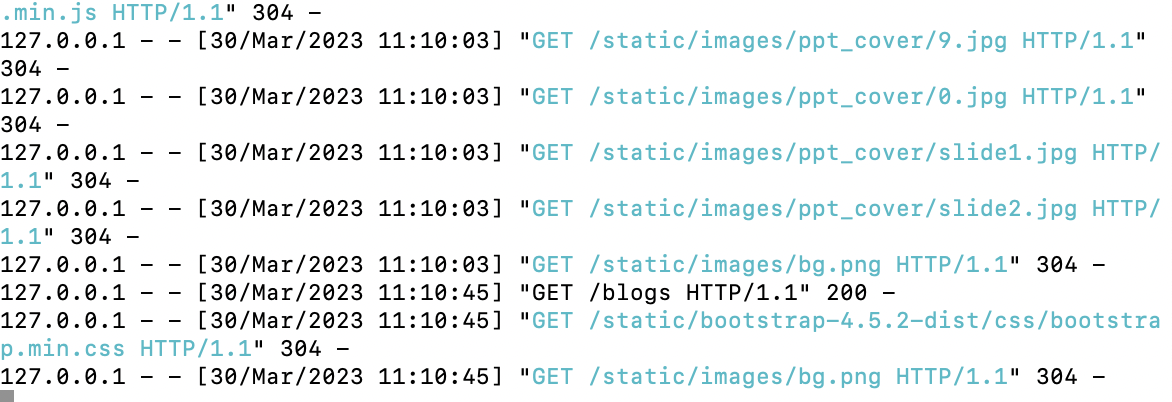 .min.js HTTP/1.1" 304 -
127.0.0.1 - - [30/Mar/2023 11:10:03] "GET /static/images/ppt_cover/9.jpg HTTP/1.1"
304 -
127.0.0.1 - - [30/Mar/2023 11:10:03] "GET /static/images/ppt_cover/0.jpg HTTP/1.1"
304 -
127.0.0.1 - - [30/Mar/2023 11:10:03] "GET /static/images/ppt_cover/slide1.jpg HTTP/
1.1" 304 -
127.0.0.1 - - [30/Mar/2023 11:10:03] "GET /static/images/ppt_cover/slide2.jpg HTTP/
1.1" 304 -
127.0.0.1 - - [30/Mar/2023 11:10:03] "GET /static/images/bg.png HTTP/1.1" 304 -
127.0.0.1 - - [30/Mar/2023 11:10:45] "GET /blogs HTTP/1.1" 200 -
127.0.0.1 - - [30/Mar/2023 11:10:45] "GET /static/bootstrap-4.5.2-dist/css/bootstra
p.min.css HTTP/1.1" 304 -
127.0.0.1 - - [30/Mar/2023 11:10:45] "GET /static/images/bg.png HTTP/1.1" 304 -